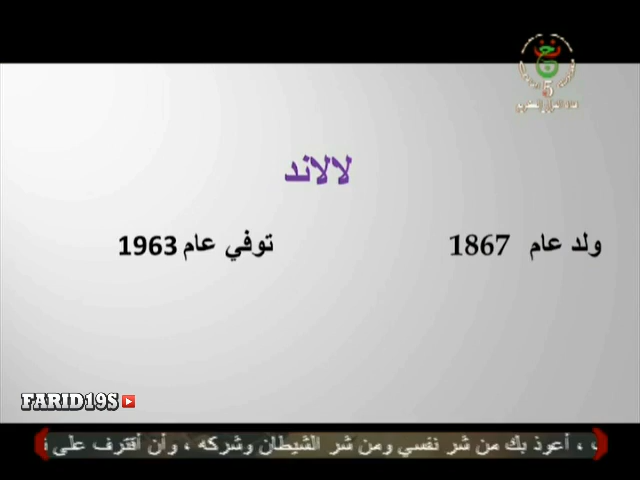 5
لالاند
ولد عام 1867 توفي عام 1963
FARID19S
، أعوذ بك من شر نفسي ومن شر الشيطان وشركه ، وأن أقترف على